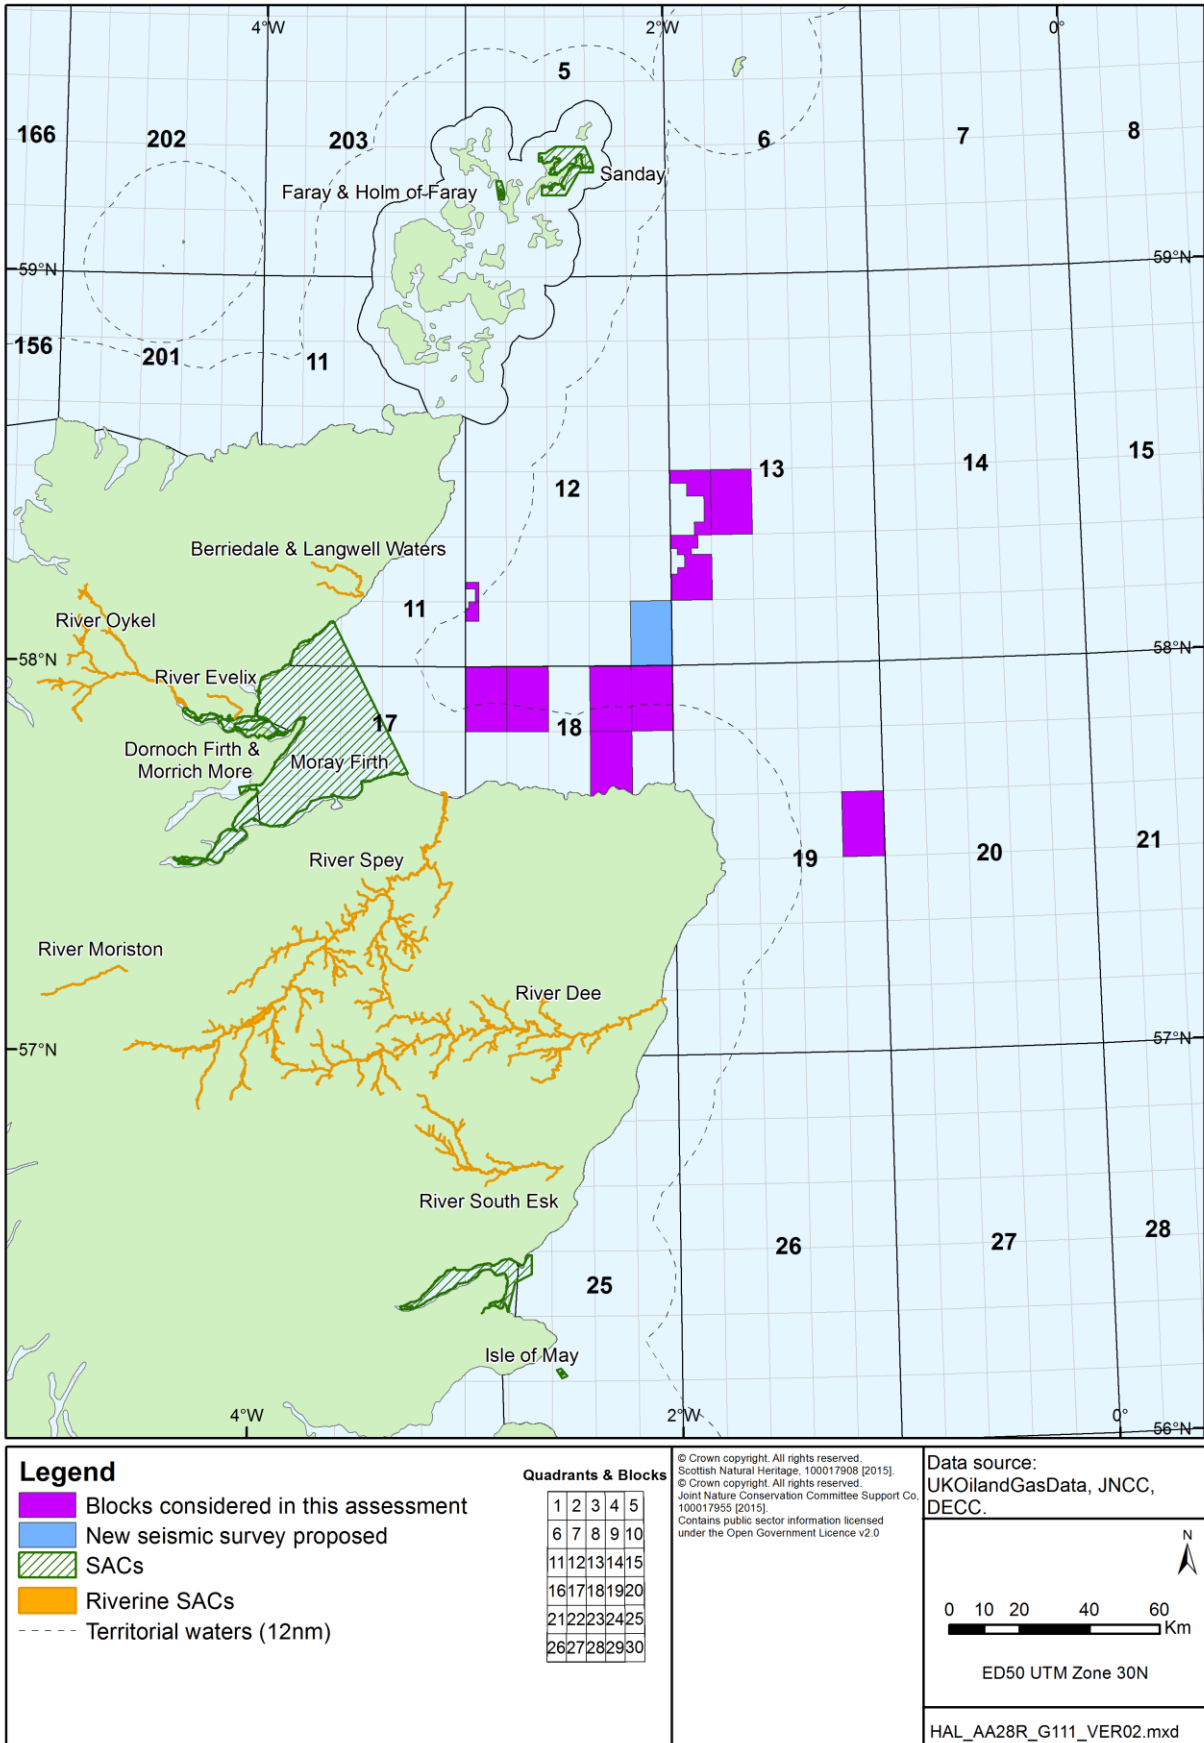 4°W
2°W
0°
5
166
202
203
6
7
8
Faray & Holm of Faray
Sanday
59°N
59°N
156
201
11
12
13
14
15
Berriedale & Langwell Waters
11
River Oykel
58°N
58°N
River Evelix
17
18
Dornoch Firth &
Morrich More
Moray Firth
19
20
21
River Spey
River Moriston
River Dee
57°N
57°N
River South Esk
26
27
28
25
Isle of May
4°W
2°W
0°
56°N
Legend
Blocks considered in this assessment
New seismic survey proposed
SACs
Riverine SACs
Territorial waters (12nm)
Quadrants & Blocks
1 2 3 4 5
6 7 8 9 10
11 12 13 14 15
16 17 18 19 20
21 22 23 24 25
26 27 28 29 30
© Crown copyright. All rights reserved.
Scottish Natural Heritage, 100017908 [2015].
© Crown copyright. All rights reserved.
Joint Nature Conservation Committee Support Co,
100017955 [2015].
Contains public sector information licensed
under the Open Government Licence v2.0
Data source:
UKOilandGasData, JNCC,
DECC.
N
0 10 20 40 60
Km
ED50 UTM Zone 30N
HAL_AA28R_G111_VER02.mxd